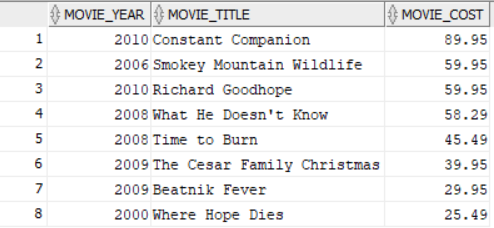 MOVIE_YEAR MOVIE_TITLE MOVIE_COST
1 2010 Constant Companion 89.95
2 2006 Smokey Mountain Wildlife 59.95
3 2010 Richard Goodhope 59.95
4 2008 What He Doesn't Know 58.29
5 2008 Time to Burn 45.49
6 2009 The Cesar Family Christmas 39.95
7 2009 Beatnik Fever 29.95
8 2000 Where Hope Dies 25.49